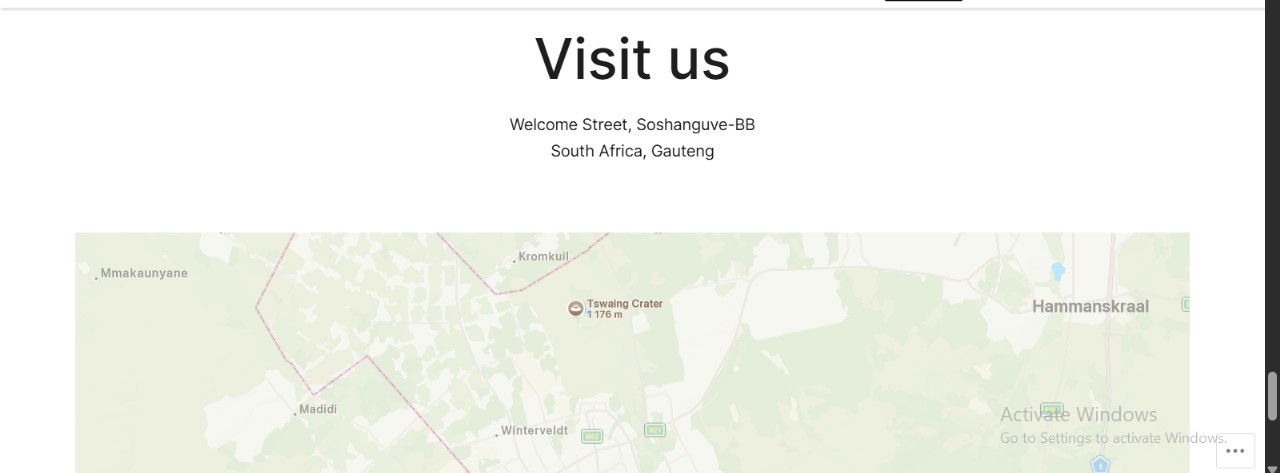 Visit us
Welcome Street, Soshanguve-BB
South Africa, Gauteng
Kromkuil
Mmakaunyane
Tswaing Crater
1 176 m
Hammanskraal
Madidi
Winterveldt
Activate Windows
Go to Settings to activate Windows.